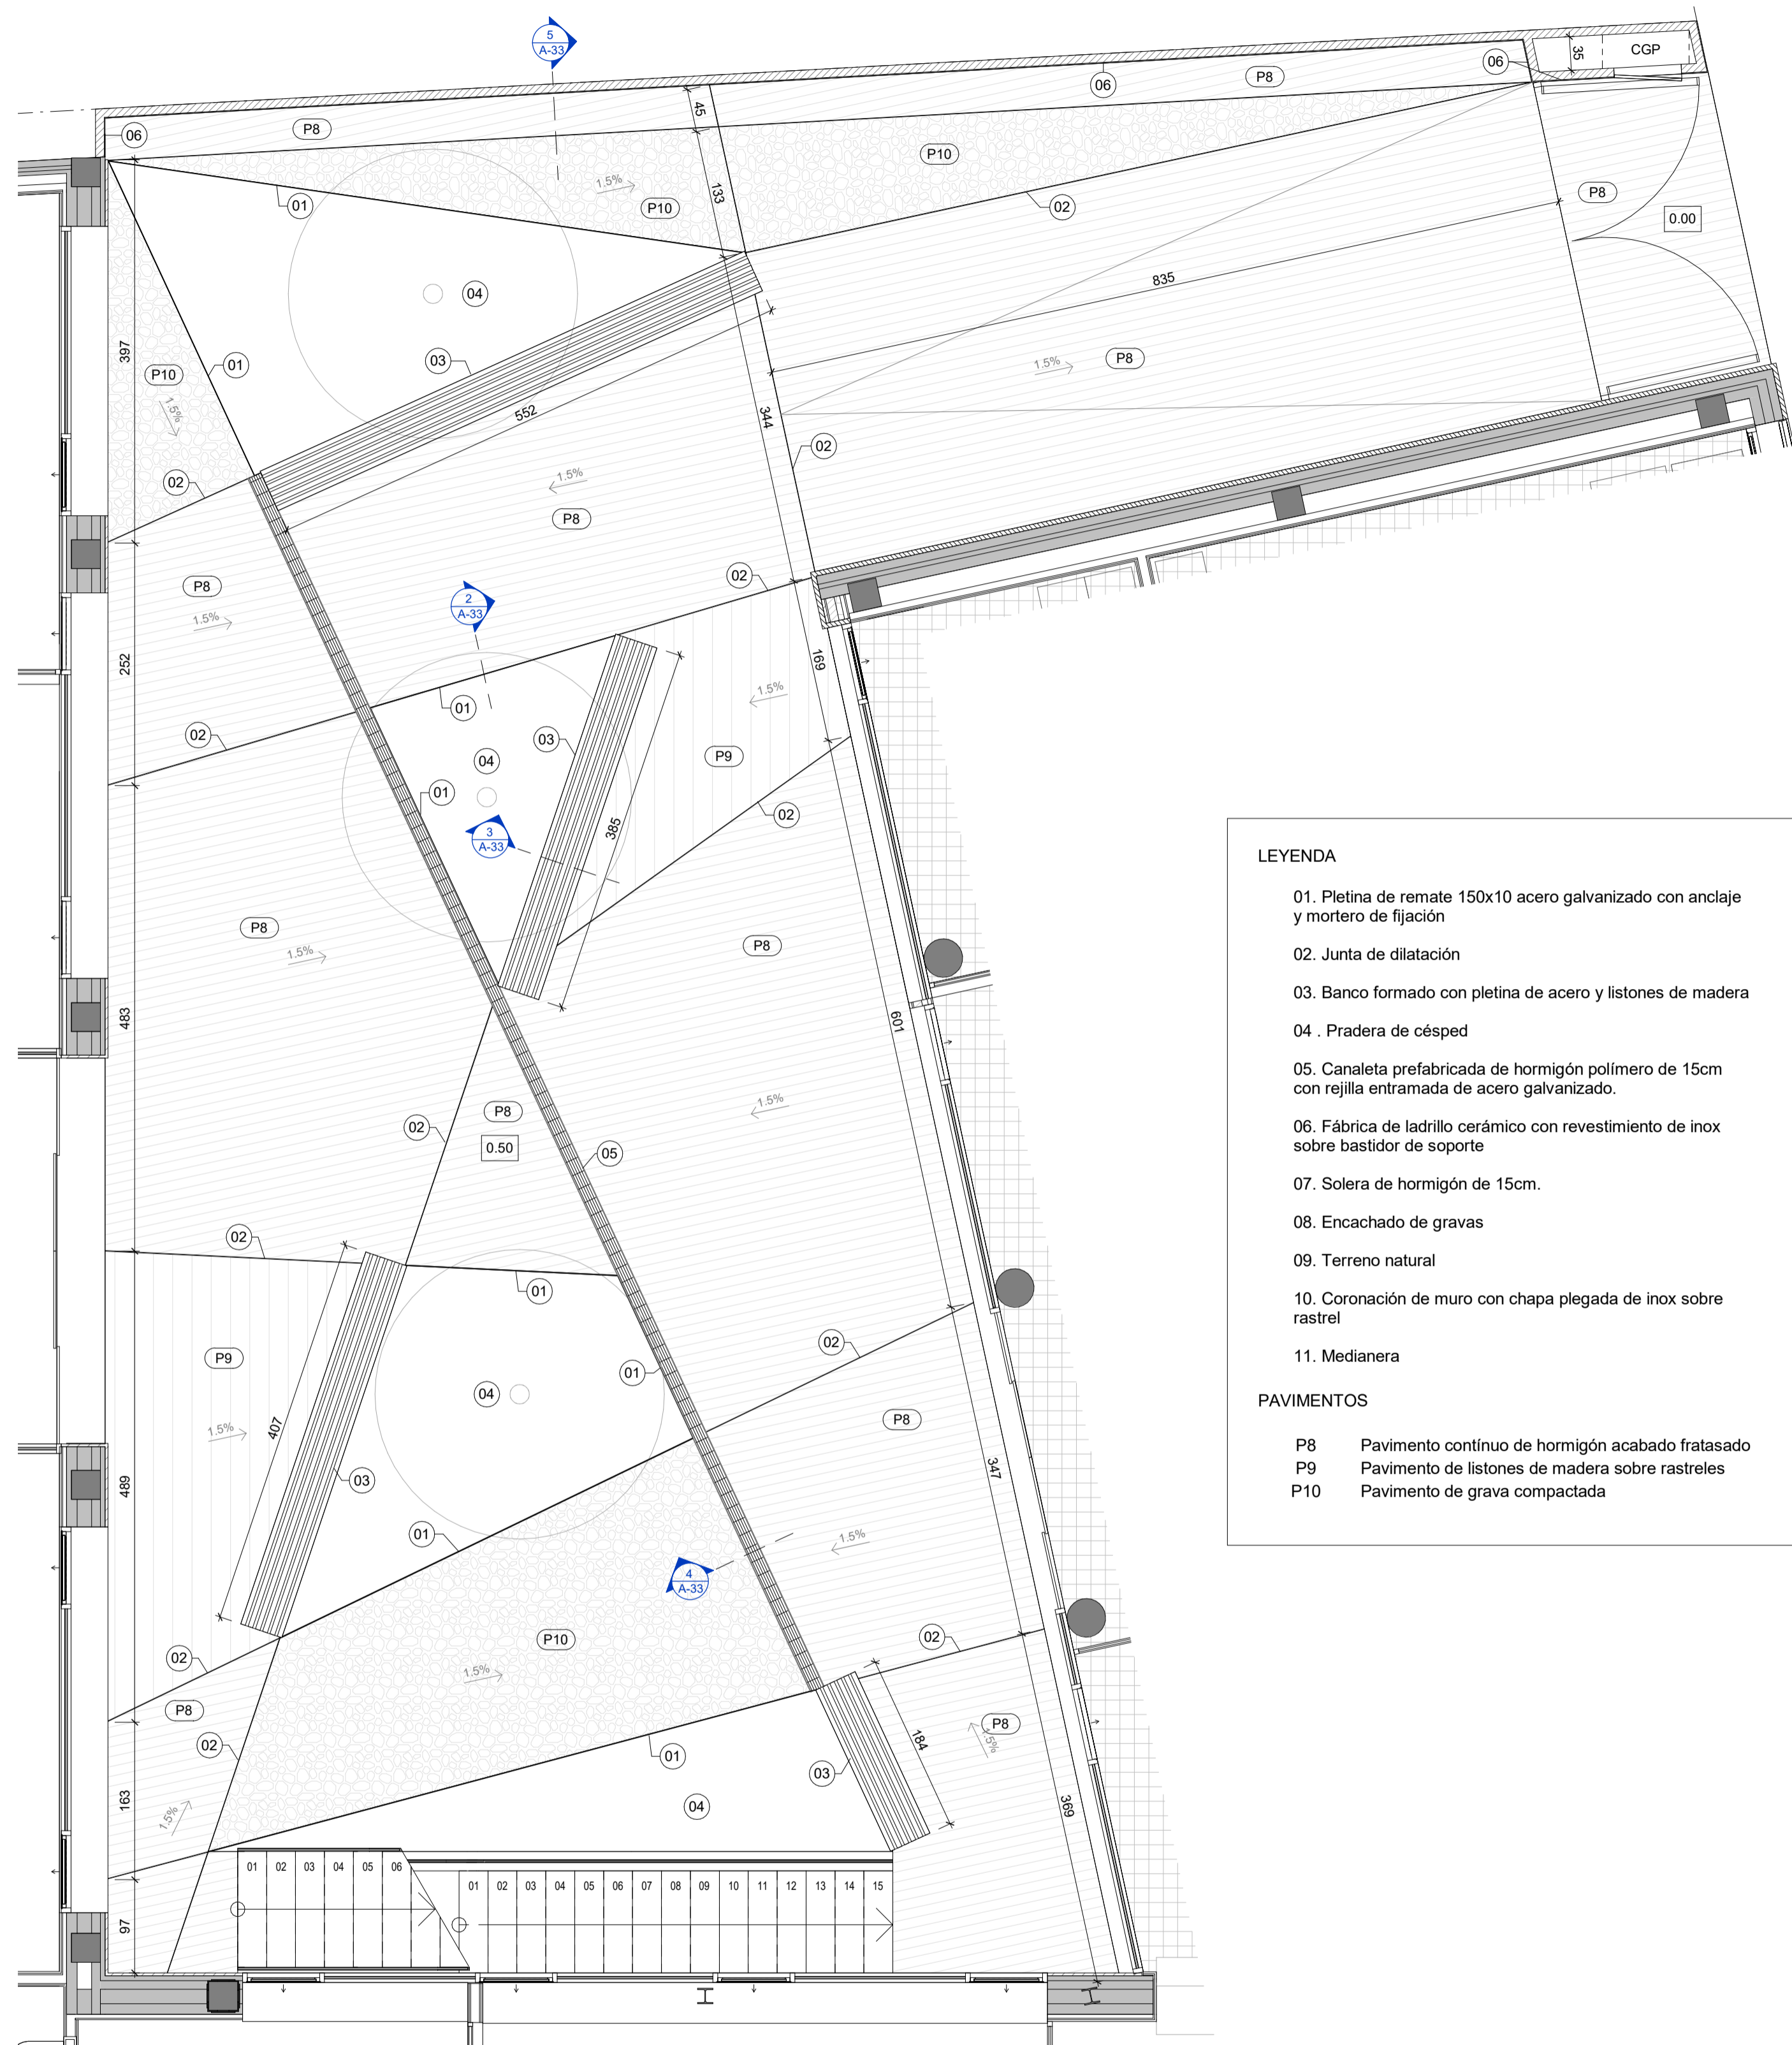 5
A-33
35
CGP
06
P8
06
45
P8
06
P10
1.5%
133
01
P10
02
P8
0.00
04
835
397
03
01
P10
1.5%
552
1.5%
P8
344
02
1.5%
02
P8
P8
02
2
A-33
1.5%
252
169
1.5%
01
02
03
P9
04
01
02
385
3
A-33
P8
P8
1.5%
483
601
1.5%
P8
02
0.50
05
02
01
02
P9
01
04
P8
1.5%
407
347
03
489
01
1.5%
4
A-33
P10
02
02
1.5%
P8
P8
1.5%
02
01
184
03
163
1.5%
04
369
01 02 03 04 05 06
01 02 03 04 05 06 07 08 09 10 11 12 13 14 15
97
LEYENDA
01. Pletina de remate 150x10 acero galvanizado con anclaje
y mortero de fijación
02. Junta de dilatación
03. Banco formado con pletina de acero y listones de madera
04 . Pradera de césped
05. Canaleta prefabricada de hormigón polímero de 15cm
con rejilla entramada de acero galvanizado.
06. Fábrica de ladrillo cerámico con revestimiento de inox
sobre bastidor de soporte
07. Solera de hormigón de 15cm.
08. Encachado de gravas
09. Terreno natural
10. Coronación de muro con chapa plegada de inox sobre
rastrel
11. Medianera
PAVIMENTOS
P8 Pavimento contínuo de hormigón acabado fratasado
P9 Pavimento de listones de madera sobre rastreles
P10 Pavimento de grava compactada